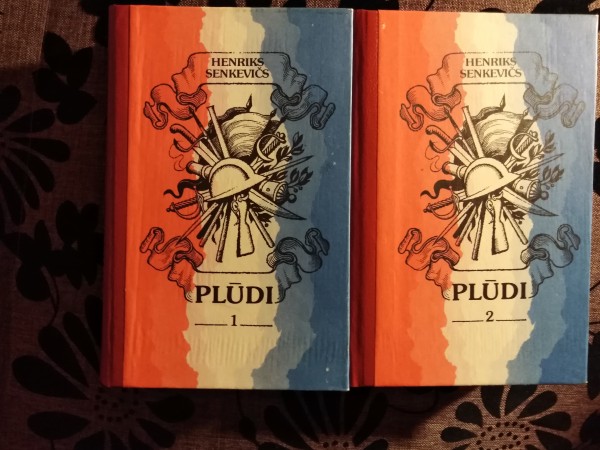 HENRIKS
SENKEVIČS
PLŪDI
1
HENRIKS
SENKEVIČS
PLŪDI
2